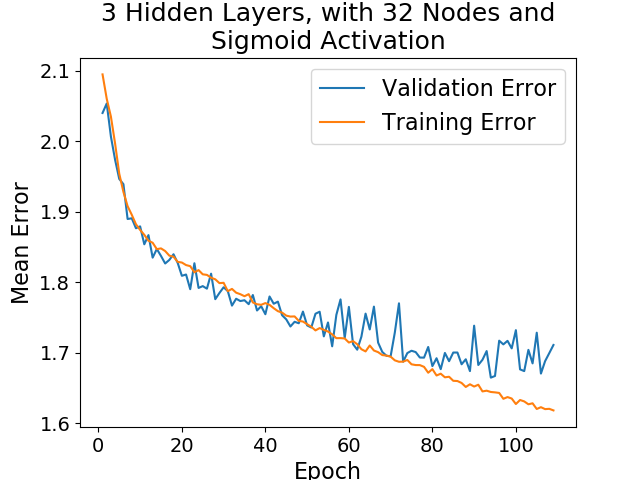 3 Hidden Layers, with 32 Nodes and
Sigmoid Activation
Validation Error
Training Error
Mean Error
2.1
2.0
1.9
1.8
1.7
1.6
0 20 40 60 80 100
Epoch